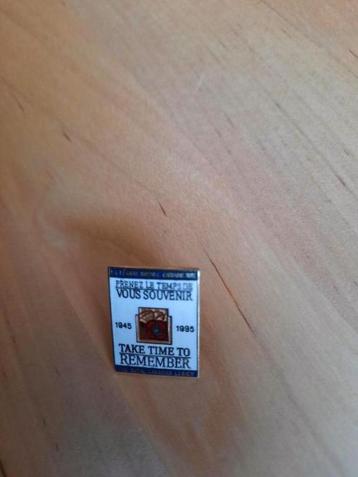 PRENEZ LE TEMPS DE
VOUS SOUVENIR
1945 1995
TAKE TIME TO
REMEMBER